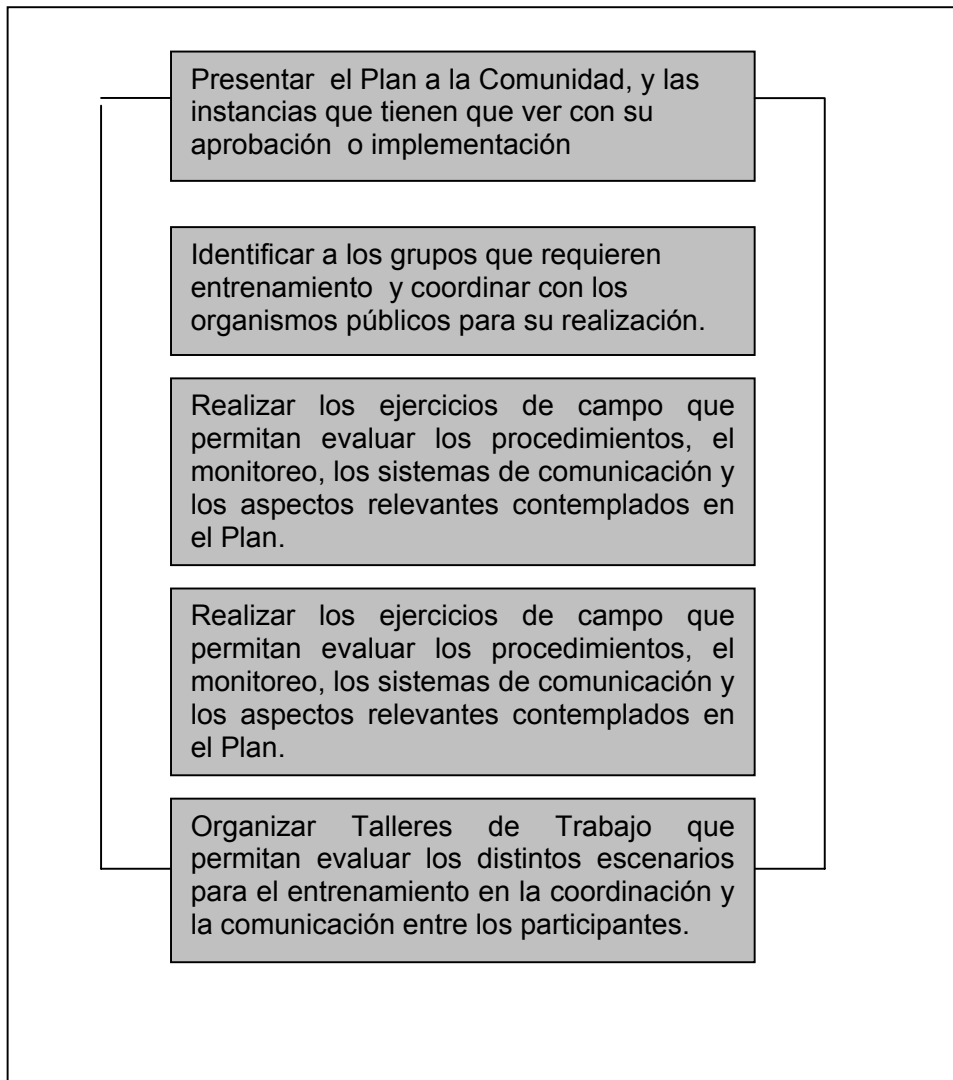 Presentar  el Plan a la Comunidad, y las
instancias que tienen que ver con su
aprobación  o implementación
Identificar a los grupos que requieren
entrenamiento  y coordinar con los
organismos públicos para su realización.
Realizar los ejercicios de campo que
permitan evaluar los procedimientos, el
monitoreo, los sistemas de comunicación y
los aspectos relevantes contemplados en
el Plan.
Realizar los ejercicios de campo que
permitan evaluar los procedimientos, el
monitoreo, los sistemas de comunicación y
los aspectos relevantes contemplados en
el Plan.
Organizar Talleres de Trabajo que
permitan evaluar los distintos escenarios
para el entrenamiento en la coordinación y
la comunicación entre los participantes.